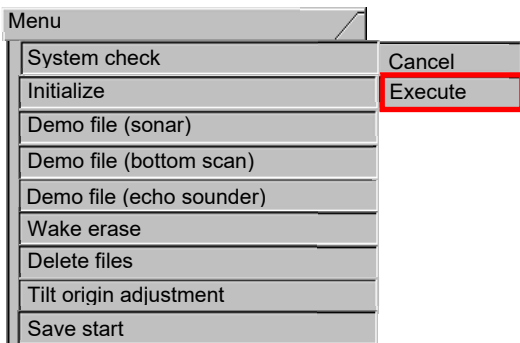 Menu
System check
Cancel
Initialize
Execute
Demo file (sonar)
Demo file (bottom scan)
Demo file (echo sounder)
Wake erase
Delete files
Tilt origin adjustment
Save start